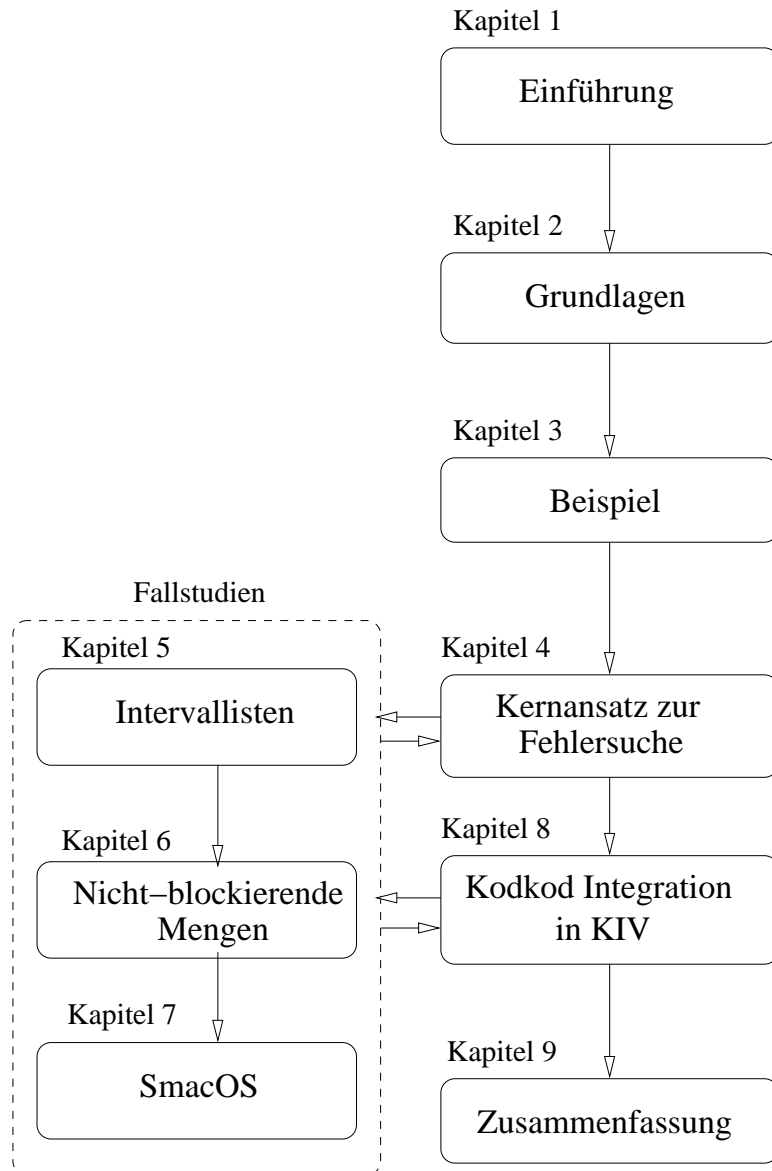 Kapitel 1
Einführung
Kapitel 2
Grundlagen
Kapitel 3
Beispiel
Fallstudien
Kapitel 5
Intervallisten
Kapitel 4
Kernansatz zur
Fehlersuche
Kapitel 6
Nicht−blockierende
Mengen
Kapitel 8
Kodkod Integration
in KIV
Kapitel 7
SmacOS
Kapitel 9
Zusammenfassung